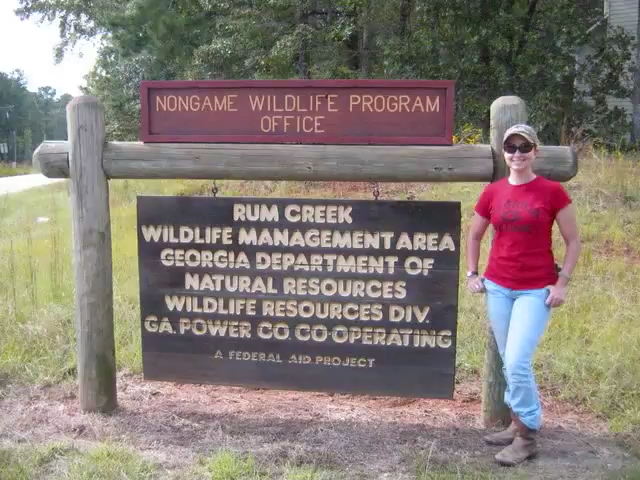 NONGAME WILDLIFE PROGRAM
OFFICE
RUM CREEK
WILDLIFE MANAGEMENT AREA
GEORGIA DEPARTMENT OF
NATURAL RESOURCES
WILDLIFE RESOURCES DIV.
GA. POWER CO. CO-OPERATING
A FEDERAL AID PROJECT